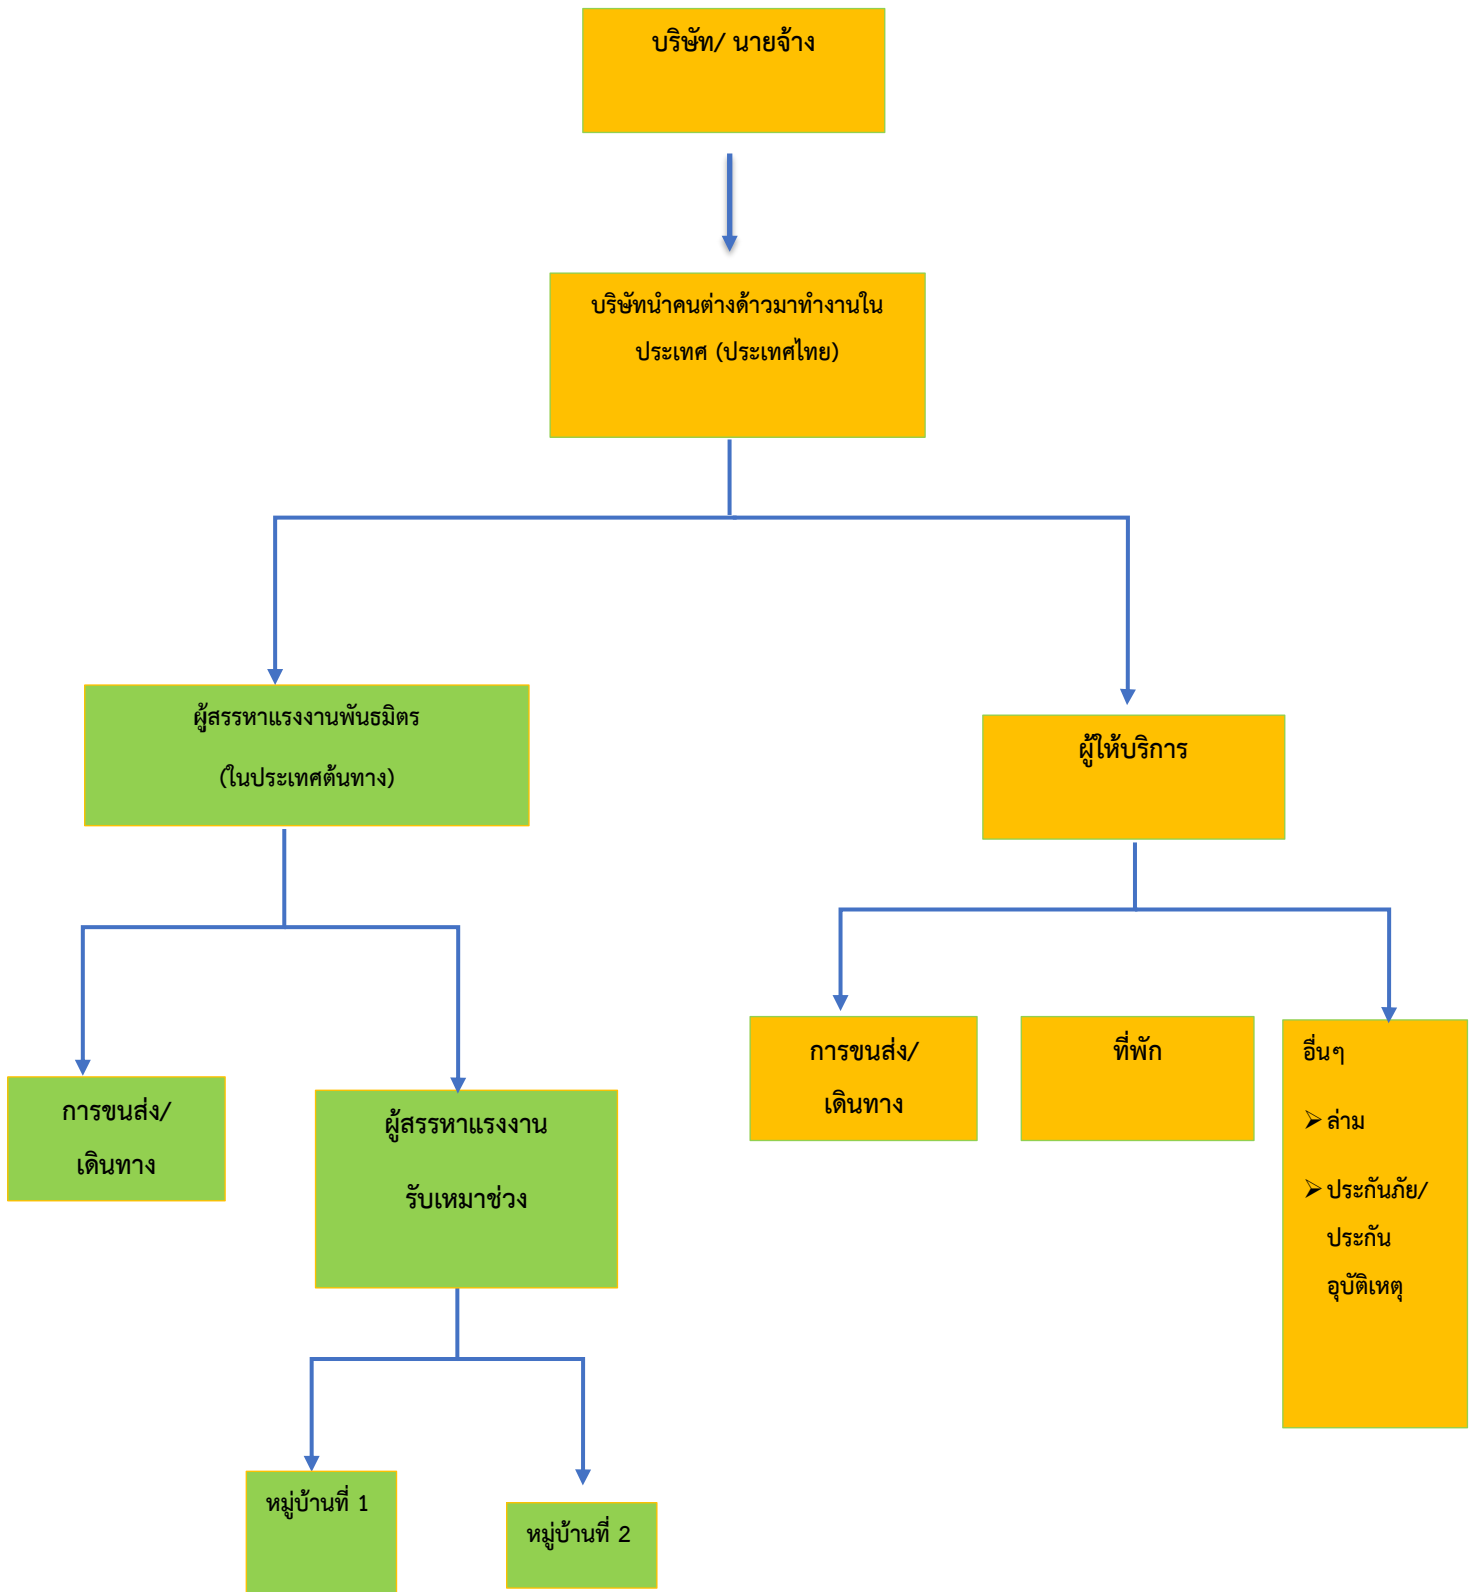 บริษัท/ นายจ้าง
บริษัทนำคนต่างด้าวมาทำงานใน
ประเทศ (ประเทศไทย)
ผู้สรรหาแรงงานพันธมิตร
(ในประเทศต้นทาง)
ผู้ให้บริการ
การขนส่ง/
เดินทาง
ผู้สรรหาแรงงาน
รับเหมาช่วง
การขนส่ง/
เดินทาง
ที่พัก
อื่นๆ
➢ ล่าม
➢ ประกันภัย/
ประกัน
อุบัติเหตุ
หมู่บ้านที่ 1
หมู่บ้านที่ 2